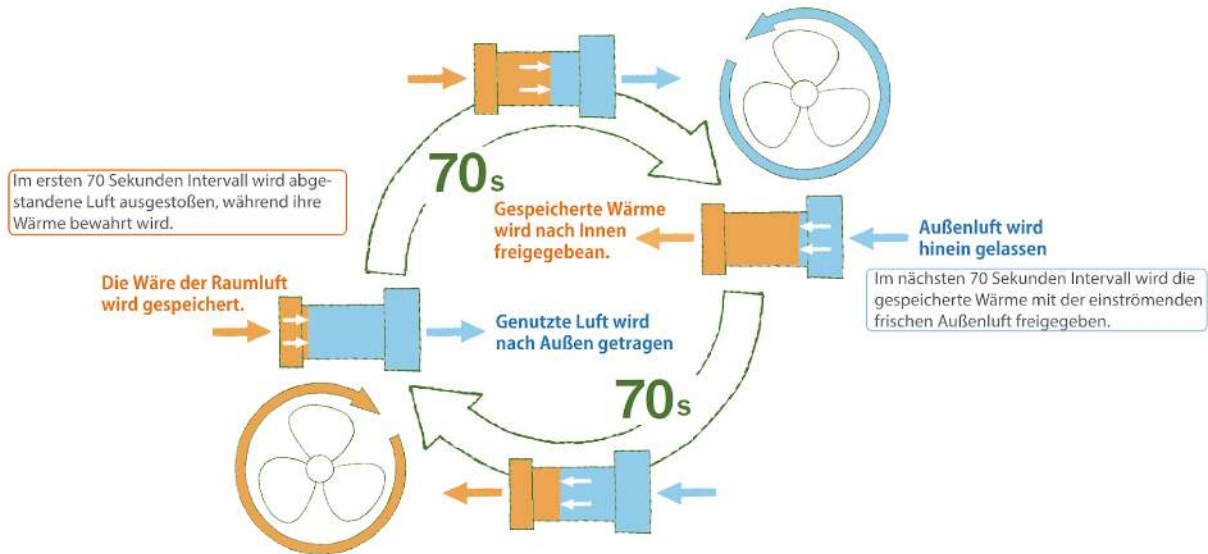 70s
Im ersten 70 Sekunden Intervall wird abge-
standene Luft ausgestoßen, während ihre
Wärme bewahrt wird.
Gespeicherte Wärme
wird nach Innen
freigegebean.
Außenluft wird
hinein gelassen
Im nächsten 70 Sekunden Intervall wird die
gespeicherte Wärme mit der einströmenden
frischen Außenluft freigegeben.
Die Wäre der Raumluft
wird gespeichert.
Genutzte Luft wird
nach Außen getragen
70s